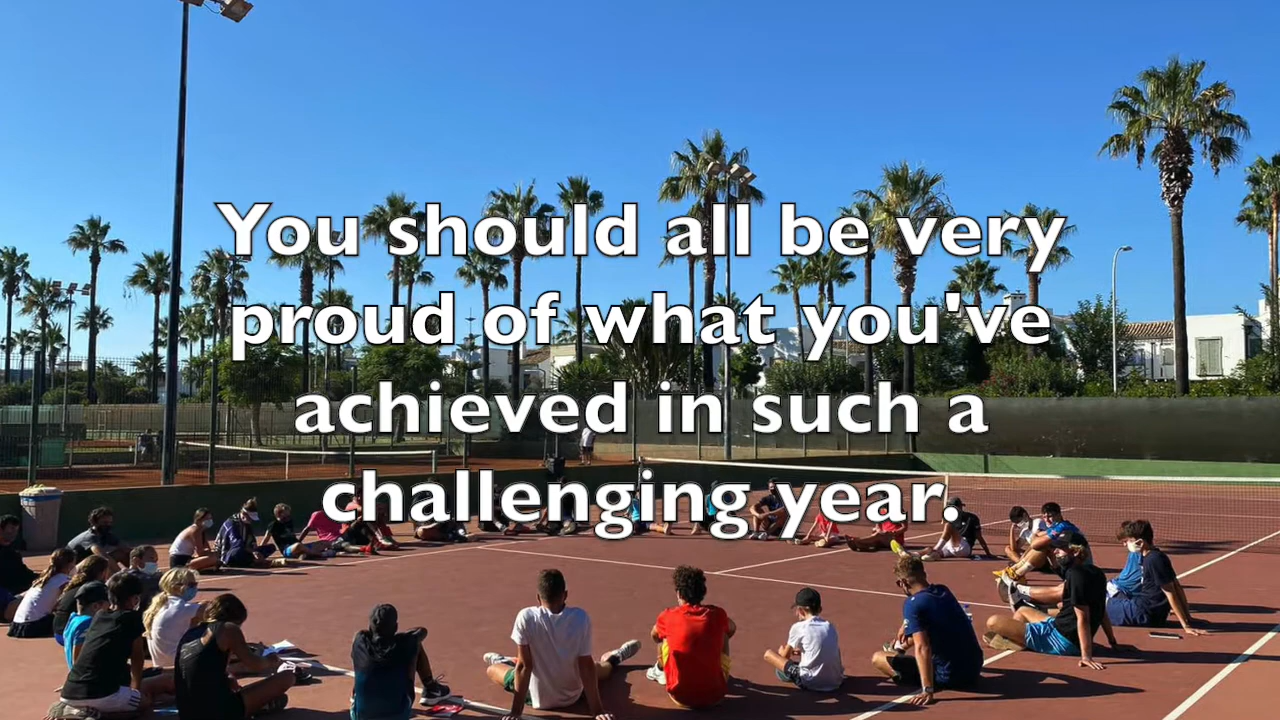 You should all be very
proud of what you've
achieved in such a
challenging year.